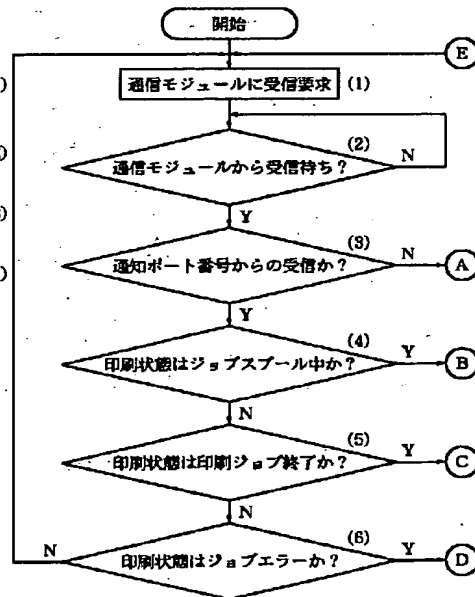 開始
E
通信モジュールに受信要求 (1)
(2)
通信モジュールから受信待ち?
N
Y
(3)
通知ポート番号からの受信か?
N
A
Y
(4)
印刷状態はジョブスプール中か?
Y
B
N
(5)
印刷状態は印刷ジョブ終了か?
Y
C
N
(6)
N
印刷状態はジョブエラーか?
Y
D